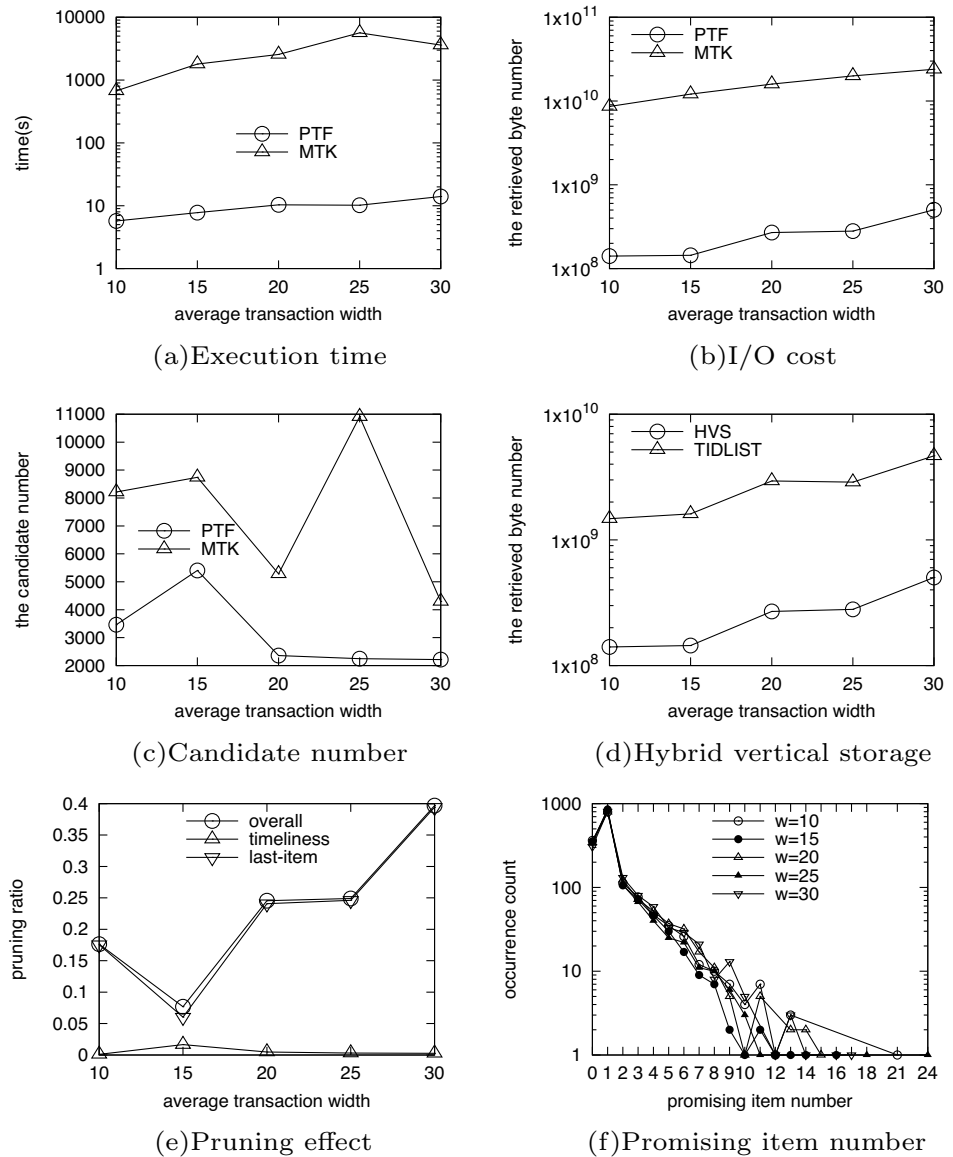 10000
1000
100
10
1
time(s)
PTF
MTK
10 15 20 25 30
average transaction width
(a)Execution time
1x10^11
1x10^10
1x10^9
1x10^8
the retrieved byte number
PTF
MTK
10 15 20 25 30
average transaction width
(b)I/O cost
11000
10000
9000
8000
7000
6000
5000
4000
3000
2000
the candidate number
PTF
MTK
10 15 20 25 30
average transaction width
(c)Candidate number
1x10^10
1x10^9
1x10^8
the retrieved byte number
HVS
TIDLIST
10 15 20 25 30
average transaction width
(d)Hybrid vertical storage
0.4
0.35
0.3
0.25
0.2
0.15
0.1
0.05
0
pruning ratio
overall
timeliness
last-item
10 15 20 25 30
average transaction width
(e)Pruning effect
1000
100
10
1
occurrence count
w=10
w=15
w=20
w=25
w=30
0 1 2 3 4 5 6 7 8 9 10 12 14 16 18 21 24
promising item number
(f)Promising item number